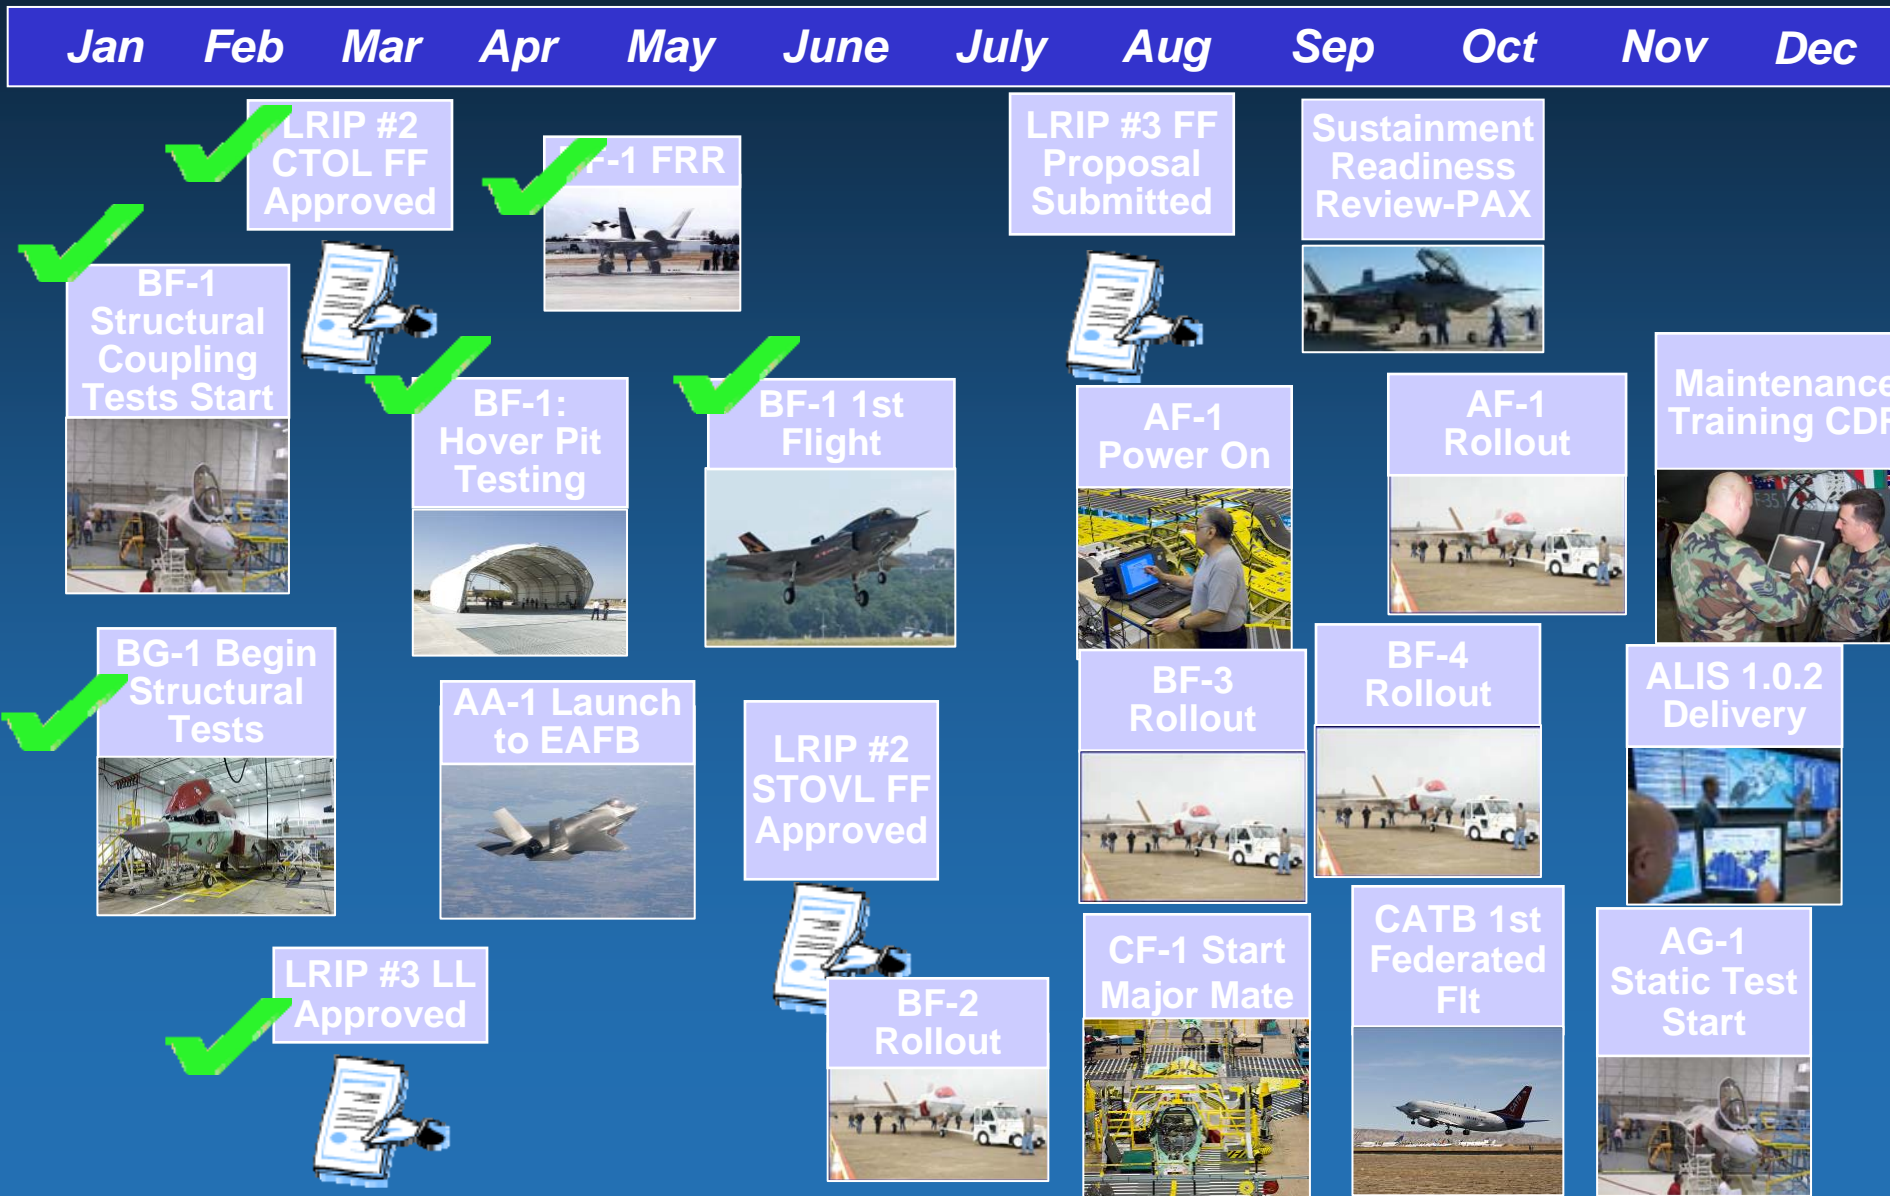 Jan Feb Mar Apr May June July Aug Sep Oct Nov Dec
LRIP #2
CTOL FF
Approved
BF-1 FRR
LRIP #3 FF
Proposal
Submitted
Sustainment
Readiness
Review-PAX
BF-1
Structural
Coupling
Tests Start
BF-1:
Hover Pit
Testing
BF-1 1st
Flight
AF-1
Power On
AF-1
Rollout
Maintenance
Training CDR
BG-1 Begin
Structural
Tests
AA-1 Launch
to EAFB
LRIP #2
STOVL FF
Approved
BF-3
Rollout
BF-4
Rollout
ALIS 1.0.2
Delivery
LRIP #3 LL
Approved
BF-2
Rollout
CF-1 Start
Major Mate
CATB 1st
Federated
Flt
AG-1
Static Test
Start
CATB